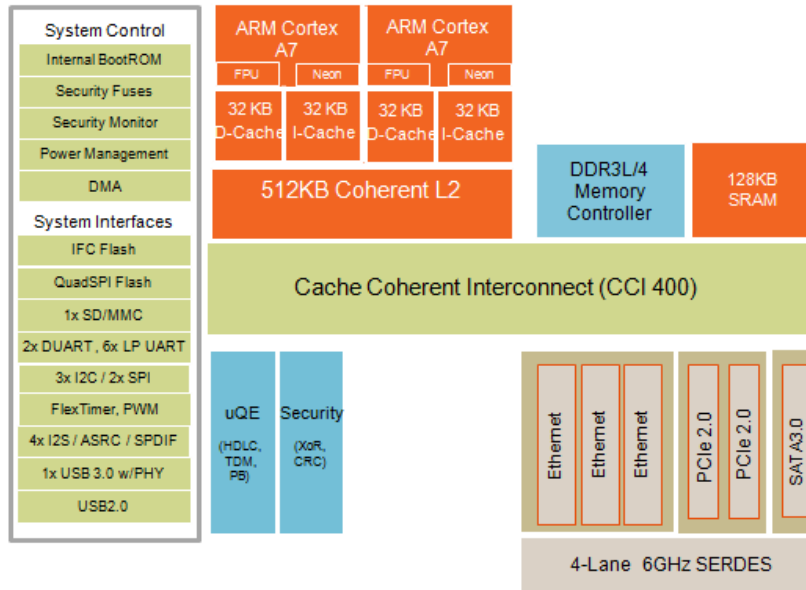 System Control
Internal BootROM
Security Fuses
Security Monitor
Power Management
DMA
System Interfaces
IFC Flash
QuadSPI Flash
1x SD/MMC
2x DUART, 6x LP UART
3x I2C / 2x SPI
FlexTimer, PWM
4x I2S / ASRC / SPDIF
1x USB 3.0 w/PHY
USB2.0
ARM Cortex
A7
FPU
Neon
32 KB
D-Cache
32 KB
I-Cache
ARM Cortex
A7
FPU
Neon
32 KB
D-Cache
32 KB
I-Cache
512KB Coherent L2
DDR3L/4
Memory
Controller
128KB
SRAM
Cache Coherent Interconnect (CCI 400)
uQE
(HDLC,
TDM,
PB)
Security
(XoR,
CRC)
Ethernet
Ethernet
Ethernet
PCIe 2.0
PCIe 2.0
SATA3.0
4-Lane 6GHz SERDES